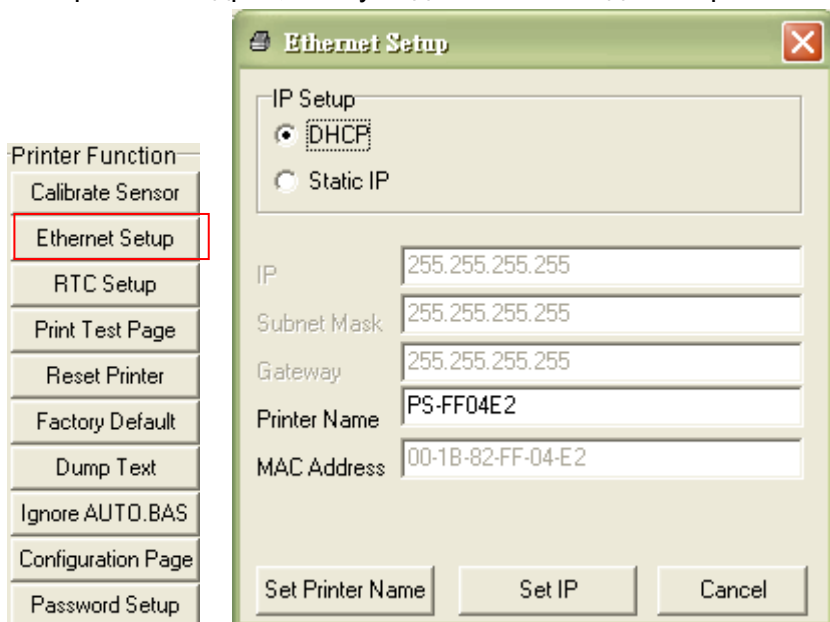 Printer Function
Calibrate Sensor
Ethernet Setup
RTC Setup
Print Test Page
Reset Printer
Factory Default
Dump Text
Ignore AUTO.BAS
Configuration Page
Password Setup
Ethernet Setup
IP Setup
DHCP
Static IP
IP 255.255.255.255
Subnet Mask 255.255.255.255
Gateway 255.255.255.255
Printer Name PS-FF04E2
MAC Address 00-1B-82-FF-04-E2
Set Printer Name Set IP Cancel